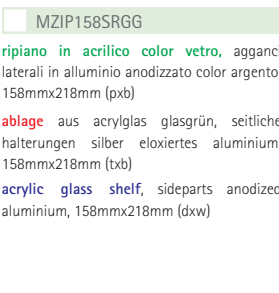 MZIP158SRGG
ripiano in acrilico color vetro, agganci
laterali in alluminio anodizzato color argento
158mmx218mm (pxb)
ablage aus acrylglas glasgrün, seitliche
halterungen silber eloxiertes aluminium
158mmx218mm (txb)
acrylic glass shelf, sideparts anodized
aluminium, 158mmx218mm (dxw)